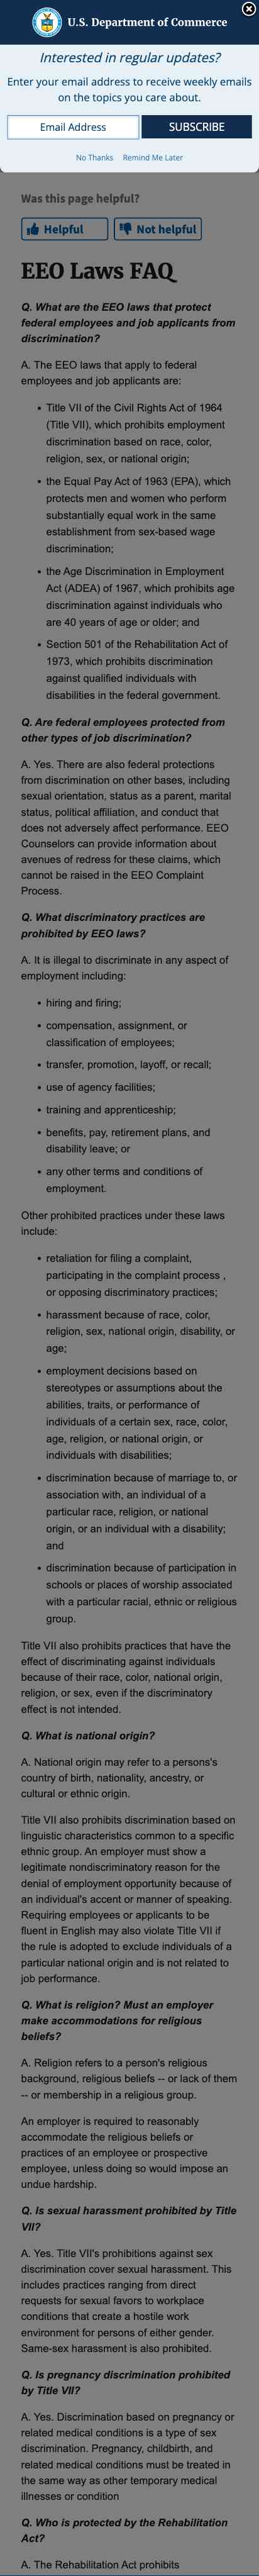 U.S. Department of Commerce
Interested in regular updates?
Enter your email address to receive weekly emails
on the topics you care about.
Email Address
SUBSCRIBE
No Thanks Remind Me Later
Was this page helpful?
Helpful
Not helpful
EEO Laws FAQ
Q. What are the EEO laws that protect
federal employees and job applicants from
discrimination?
A. The EEO laws that apply to federal
employees and job applicants are:
• Title VII of the Civil Rights Act of 1964
(Title VII), which prohibits employment
discrimination based on race, color,
religion, sex, or national origin;
• the Equal Pay Act of 1963 (EPA), which
protects men and women who perform
substantially equal work in the same
establishment from sex-based wage
discrimination;
• the Age Discrimination in Employment
Act (ADEA) of 1967, which prohibits age
discrimination against individuals who
are 40 years of age or older; and
• Section 501 of the Rehabilitation Act of
1973, which prohibits discrimination
against qualified individuals with
disabilities in the federal government.
Q. Are federal employees protected from
other types of job discrimination?
A. Yes. There are also federal protections
from discrimination on other bases, including
sexual orientation, status as a parent, marital
status, political affiliation, and conduct that
does not adversely affect performance. EEO
Counselors can provide information about
avenues of redress for these claims, which
cannot be raised in the EEO Complaint
Process.
Q. What discriminatory practices are
prohibited by EEO laws?
A. It is illegal to discriminate in any aspect of
employment including:
• hiring and firing;
• compensation, assignment, or
classification of employees;
• transfer, promotion, layoff, or recall;
• use of agency facilities;
• training and apprenticeship;
• benefits, pay, retirement plans, and
disability leave; or
• any other terms and conditions of
employment.
Other prohibited practices under these laws
include:
• retaliation for filing a complaint,
participating in the complaint process ,
or opposing discriminatory practices;
• harassment because of race, color,
religion, sex, national origin, disability, or
age;
• employment decisions based on
stereotypes or assumptions about the
abilities, traits, or performance of
individuals of a certain sex, race, color,
age, religion, or national origin, or
individuals with disabilities;
• discrimination because of marriage to, or
association with, an individual of a
particular race, religion, or national
origin, or an individual with a disability;
and
• discrimination because of participation in
schools or places of worship associated
with a particular racial, ethnic or religious
group.
Title VII also prohibits practices that have the
effect of discriminating against individuals
because of their race, color, national origin,
religion, or sex, even if the discriminatory
effect is not intended.
Q. What is national origin?
A. National origin may refer to a persons's
country of birth, nationality, ancestry, or
cultural or ethnic origin.
Title VII also prohibits discrimination based on
linguistic characteristics common to a specific
ethnic group. An employer must show a
legitimate nondiscriminatory reason for the
denial of employment opportunity because of
an individual's accent or manner of speaking.
Requiring employees or applicants to be
fluent in English may also violate Title VII if
the rule is adopted to exclude individuals of a
particular national origin and is not related to
job performance.
Q. What is religion? Must an employer
make accommodations for religious
beliefs?
A. Religion refers to a person's religious
background, religious beliefs -- or lack of them
-- or membership in a religious group.
An employer is required to reasonably
accommodate the religious beliefs or
practices of an employee or prospective
employee, unless doing so would impose an
undue hardship.
Q. Is sexual harassment prohibited by Title
VII?
A. Yes. Title VII's prohibitions against sex
discrimination cover sexual harassment. This
includes practices ranging from direct
requests for sexual favors to workplace
conditions that create a hostile work
environment for persons of either gender.
Same-sex harassment is also prohibited.
Q. Is pregnancy discrimination prohibited
by Title VII?
A. Yes. Discrimination based on pregnancy or
related medical conditions is a type of sex
discrimination. Pregnancy, childbirth, and
related medical conditions must be treated in
the same way as other temporary medical
illnesses or condition
Q. Who is protected by the Rehabilitation
Act?
A. The Rehabilitation Act prohibits